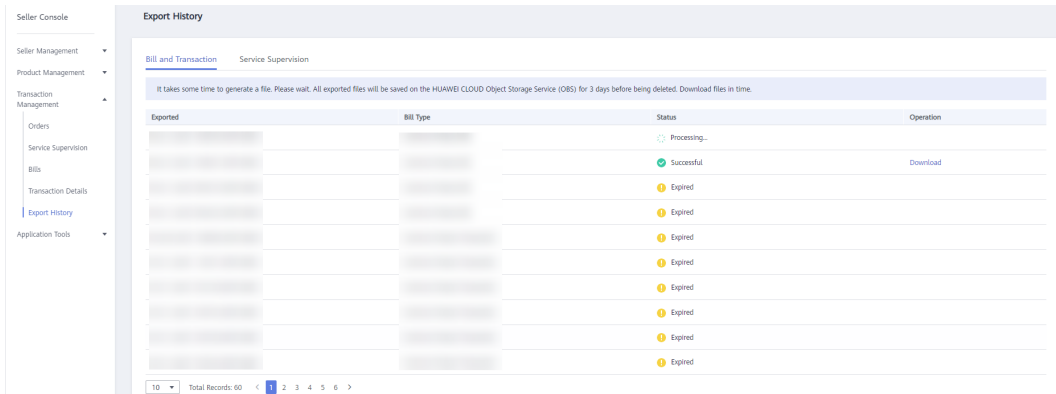 Seller Console
Export History
Seller Management
Product Management
Transaction
Management
Orders
Service Supervision
Bills
Transaction Details
Export History
Application Tools
Bill and Transaction Service Supervision
It takes some time to generate a file. Please wait. All exported files will be saved on the HUAWEI CLOUD Object Storage Service (OBS) for 3 days before being deleted. Download files in time.
Exported Bill Type Status Operation
Processing...
Successful Download
Expired
Expired
Expired
Expired
Expired
Expired
Expired
Expired
10 Total Records: 60 < 1 2 3 4 5 6 >